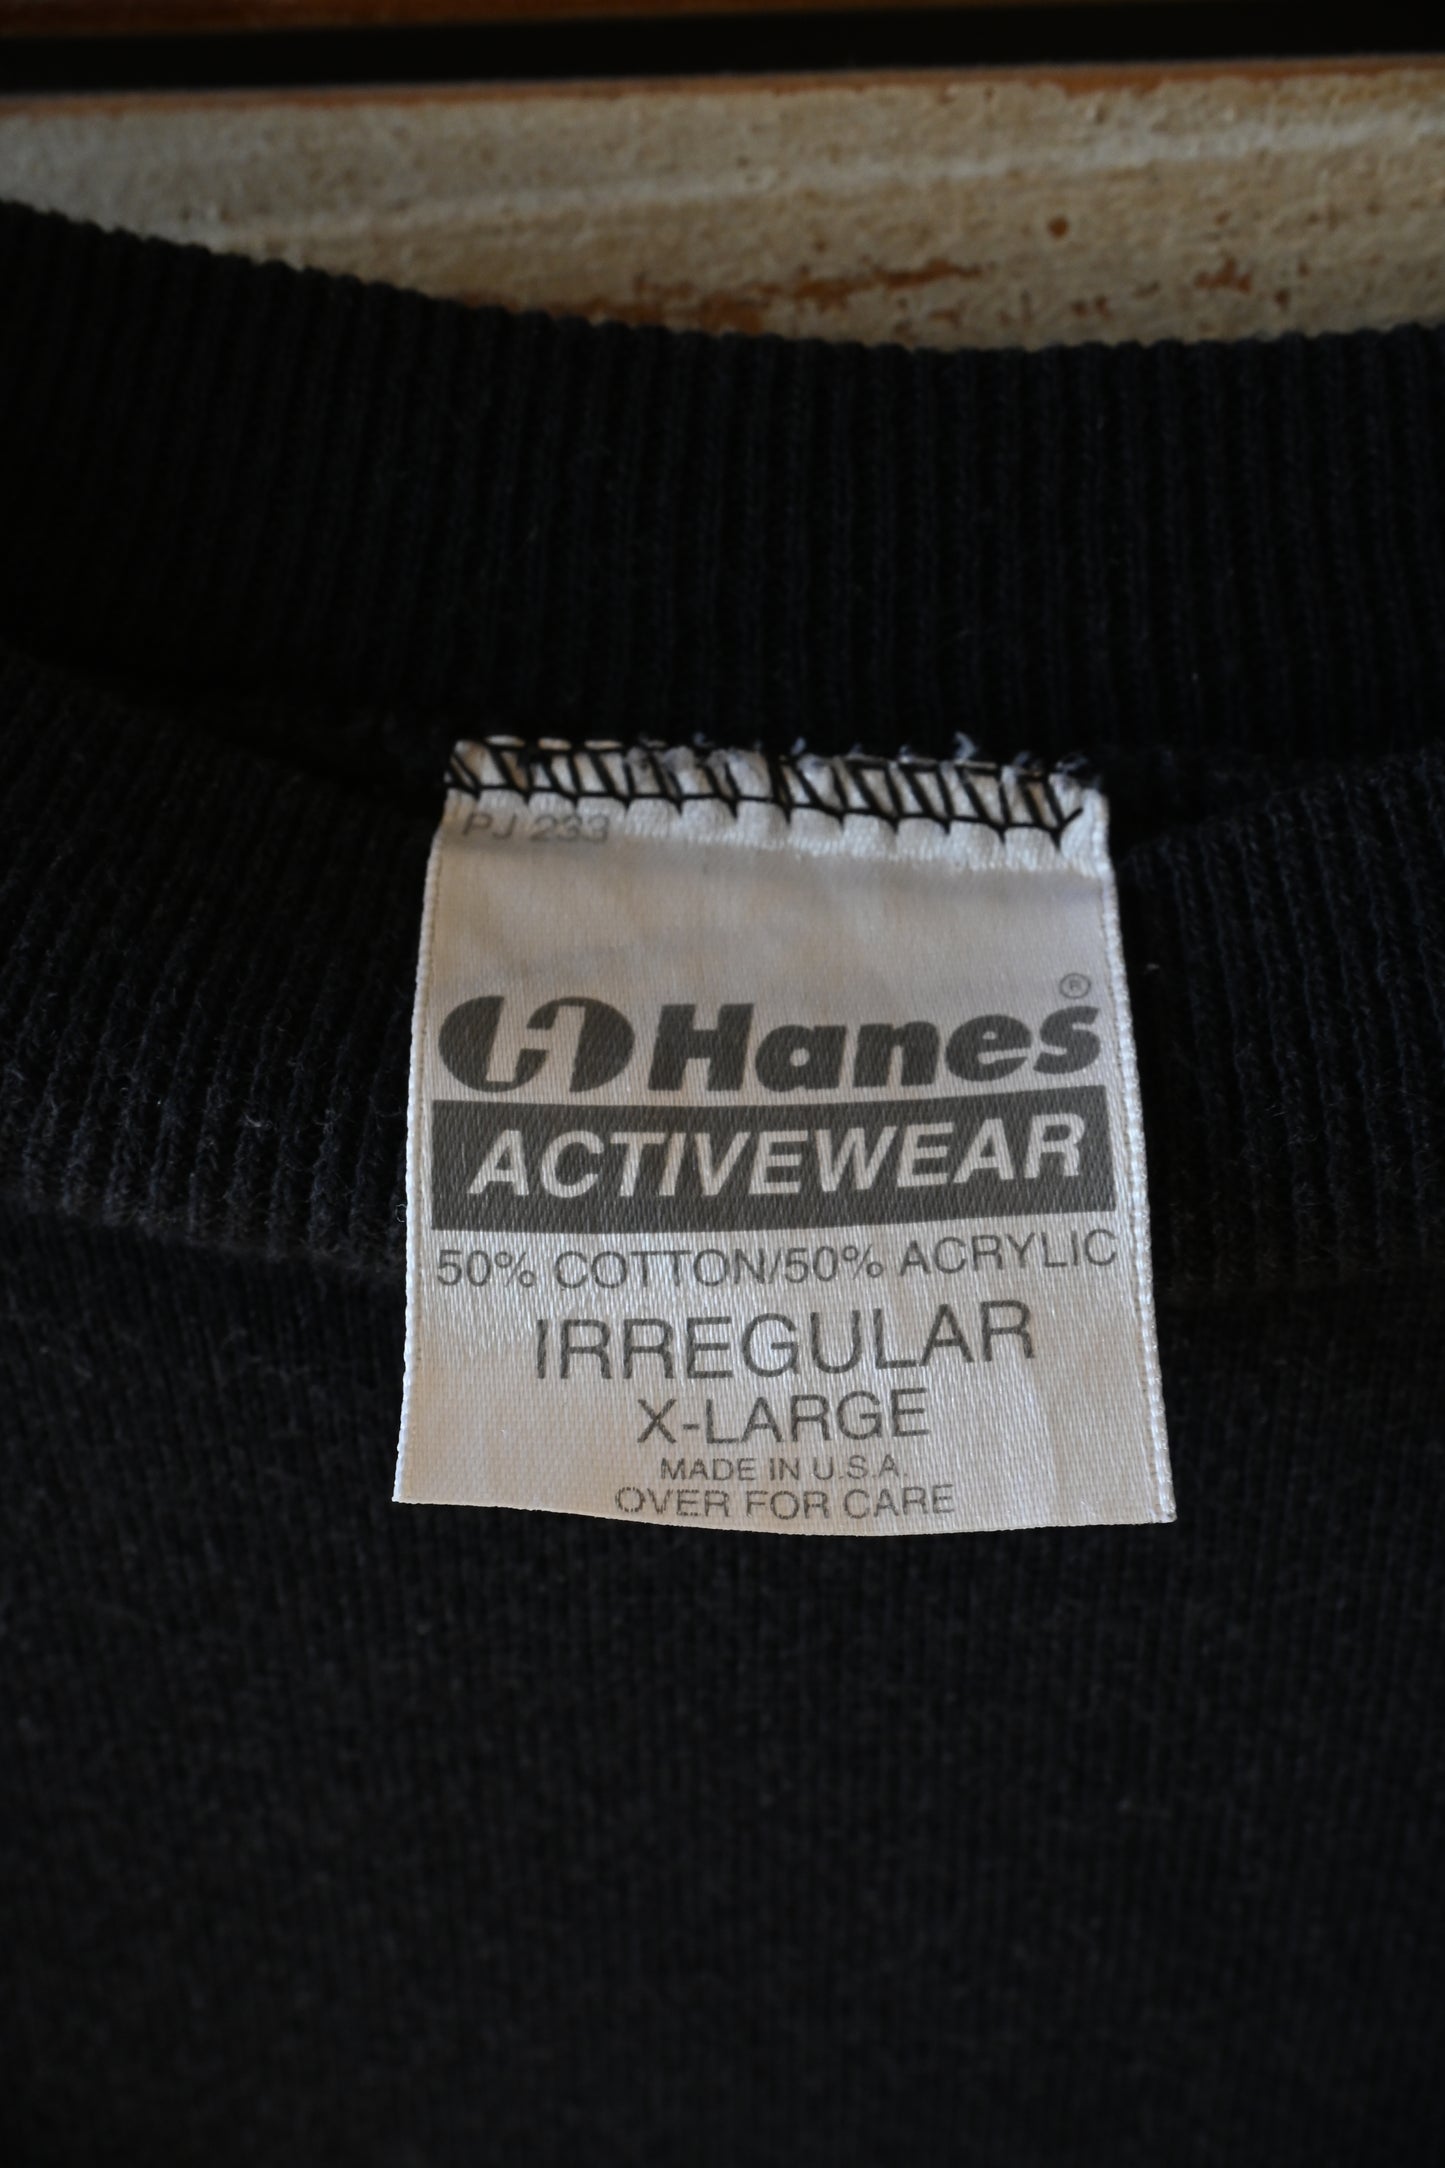 PJ 233
Hanes®
ACTIVEWEAR
50% COTTON/50% ACRYLIC
IRREGULAR
X-LARGE
MADE IN U.S.A.
OVER FOR CARE